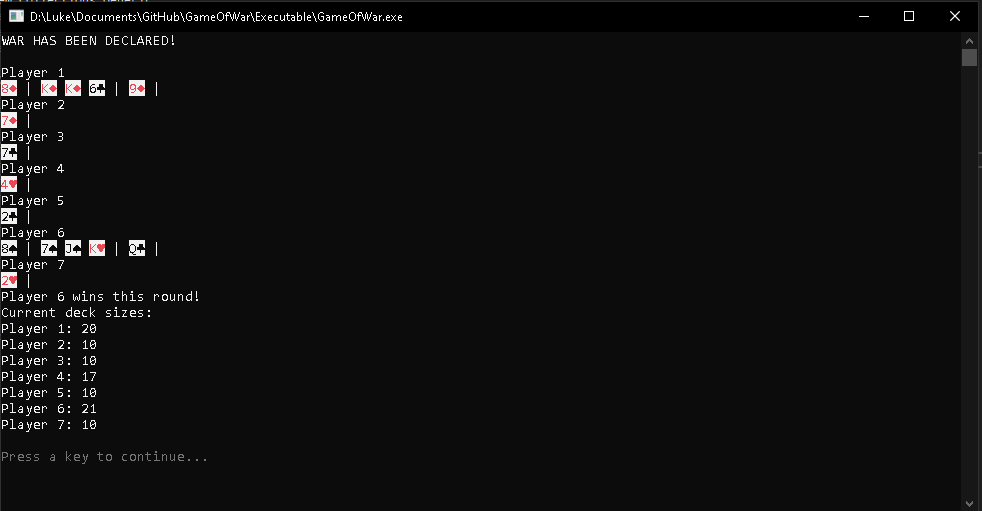 D:\Luke\Documents\GitHub\GameOfWar\Executable\GameOfWar.exe
WAR HAS BEEN DECLARED!
Player 1
8♦ | K♦ K♦ 6♣ | 9♦ |
Player 2
7♦ |
Player 3
7♣ |
Player 4
4♥ |
Player 5
2♣ |
Player 6
8♠ | 7♠ J♠ K♥ | Q♣ |
Player 7
2♥ |
Player 6 wins this round!
Current deck sizes:
Player 1: 20
Player 2: 10
Player 3: 10
Player 4: 17
Player 5: 10
Player 6: 21
Player 7: 10
Press a key to continue...